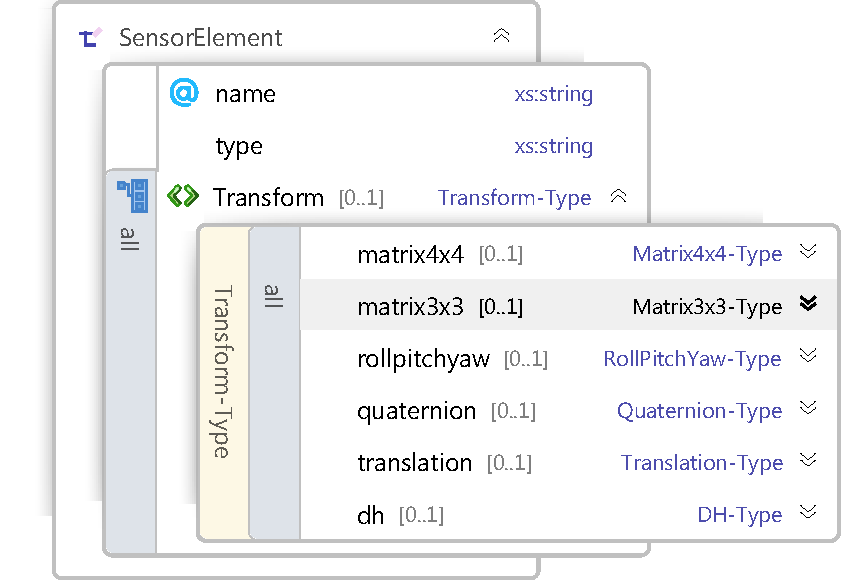 SensorElement
@ name xs:string
type xs:string
Transform [0..1] Transform-Type
all
Transform-Type
all
matrix4x4 [0..1] Matrix4x4-Type
matrix3x3 [0..1] Matrix3x3-Type
rollpitchyaw [0..1] RollPitchYaw-Type
quaternion [0..1] Quaternion-Type
translation [0..1] Translation-Type
dh [0..1] DH-Type